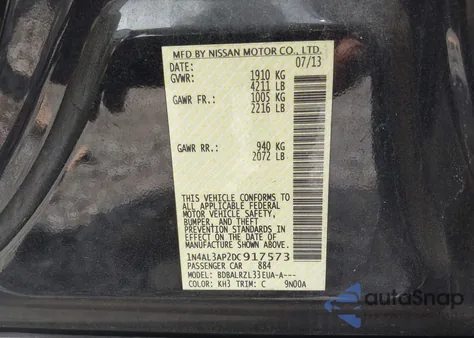 MFD BY NISSAN MOTOR CO., LTD.
DATE: 07/13
GVWR: 1910 KG
4211 LB
GAWR FR.: 1005 KG
2216 LB
GAWR RR.: 940 KG
2072 LB
THIS VEHICLE CONFORMS TO
ALL APPLICABLE FEDERAL
MOTOR VEHICLE SAFETY,
BUMPER, AND THEFT
PREVENTION STANDARDS IN
EFFECT ON THE DATE OF
MANUFACTURE SHOWN ABOVE.
1N4AL3AP2DC917573
PASSENGER CAR 884
MODEL: BDBALRZL33EUA-A---
COLOR: KH3 TRIM: C 9N00A
autoSnap